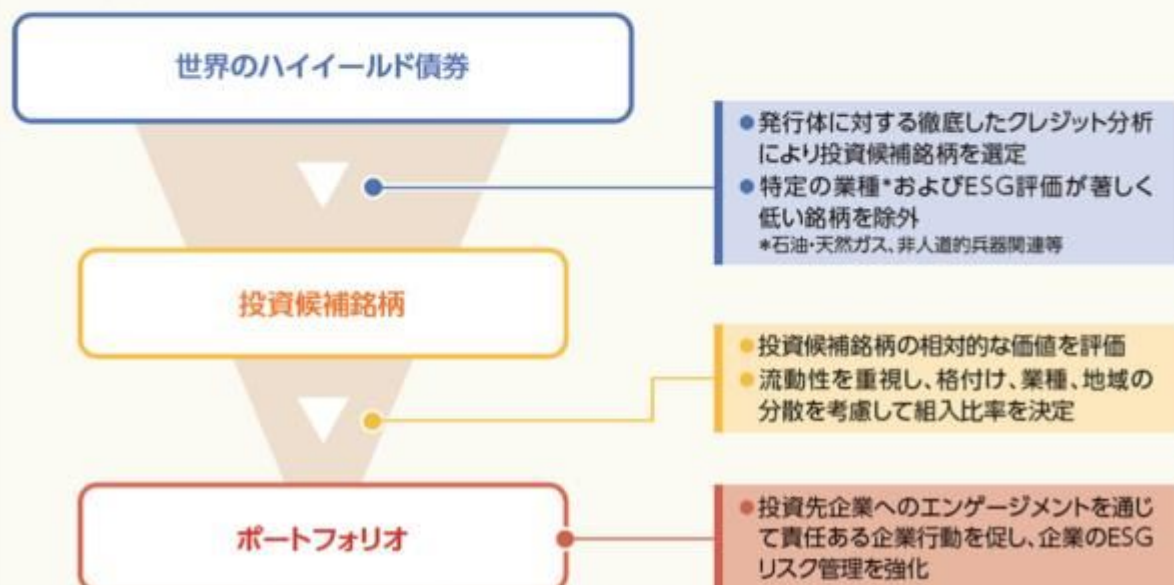 世界のハイイールド債券
●発行体に対する徹底したクレジット分析
により投資候補銘柄を選定
●特定の業種*およびESG評価が著しく
低い銘柄を除外
*石油・天然ガス、非人道的兵器関連等
投資候補銘柄
●投資候補銘柄の相対的な価値を評価
●流動性を重視し、格付け、業種、地域の
分散を考慮して組入比率を決定
ポートフォリオ
●投資先企業へのエンゲージメントを通じ
て責任ある企業行動を促し、企業のESG
リスク管理を強化